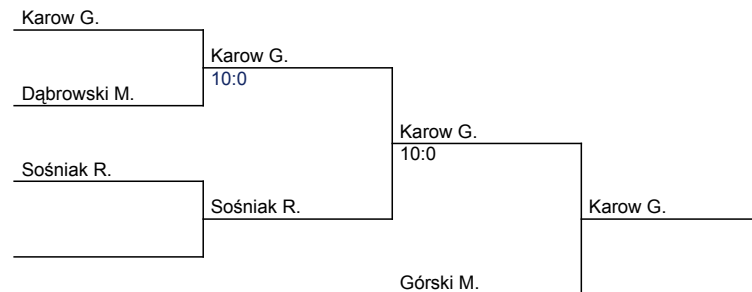 Karow G.
Karow G.
10:0
Dąbrowski M.
Karow G.
10:0
Sośniak R.
Sośniak R.
Karow G.
Górski M.